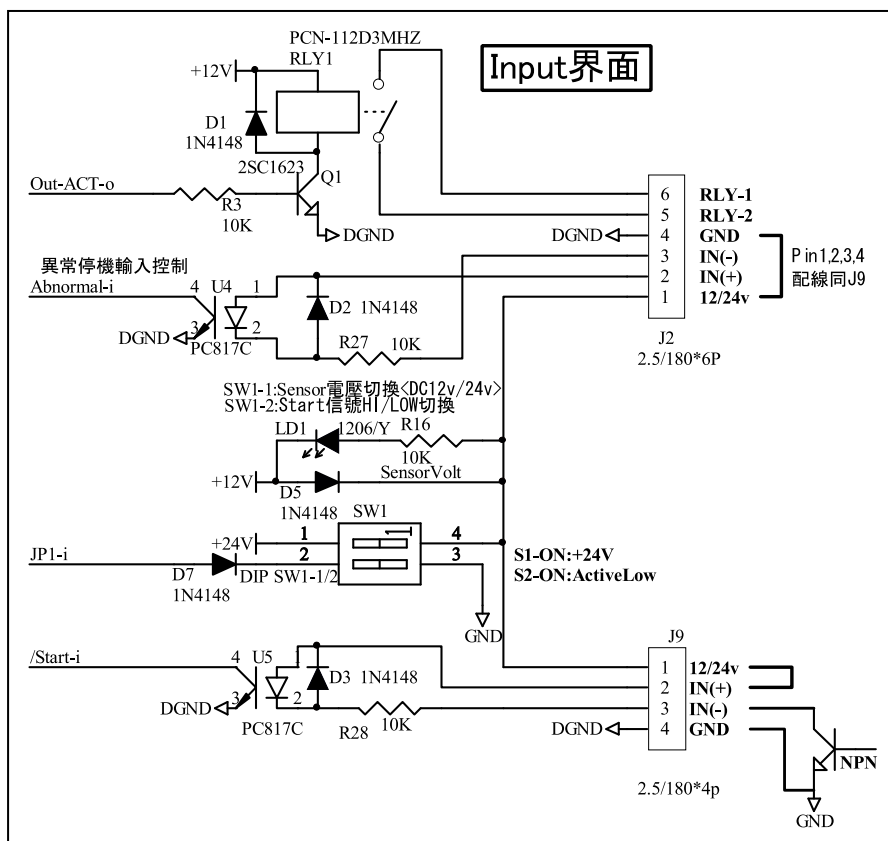 PCN-112D3MHZ
RLY1
Input界面
+12V
D1
1N4148
2SC1623
Q1
Out-ACT-o
R3
10K
DGND
6 RLY-1
5 RLY-2
DGND 4 GND
3 IN(-)
2 IN(+)
1 12/24v
Pin1,2,3,4
配線同J9
J2
2.5/180*6P
異常停機輸入控制
Abnormal-i
4 U4 1
D2 1N4148
DGND 3 2
PC817C
R27 10K
SW1-1:Sensor電壓切換<DC12v/24v>
SW1-2:Start信號HI/LOW切換
LD1 1206/Y R16
10K
+12V
D5
SensorVolt
1N4148
SW1
+24V 1 4
1
JP1-i
2 3
D7 DIP SW1-1/2
1N4148
S1-ON:+24V
S2-ON:ActiveLow
GND
J9
/Start-i
4 U5 1
D3 1N4148
DGND 3 2
PC817C
R28 10K
1 12/24v
2 IN(+)
3 IN(-)
DGND 4 GND
NPN
2.5/180*4p
GND